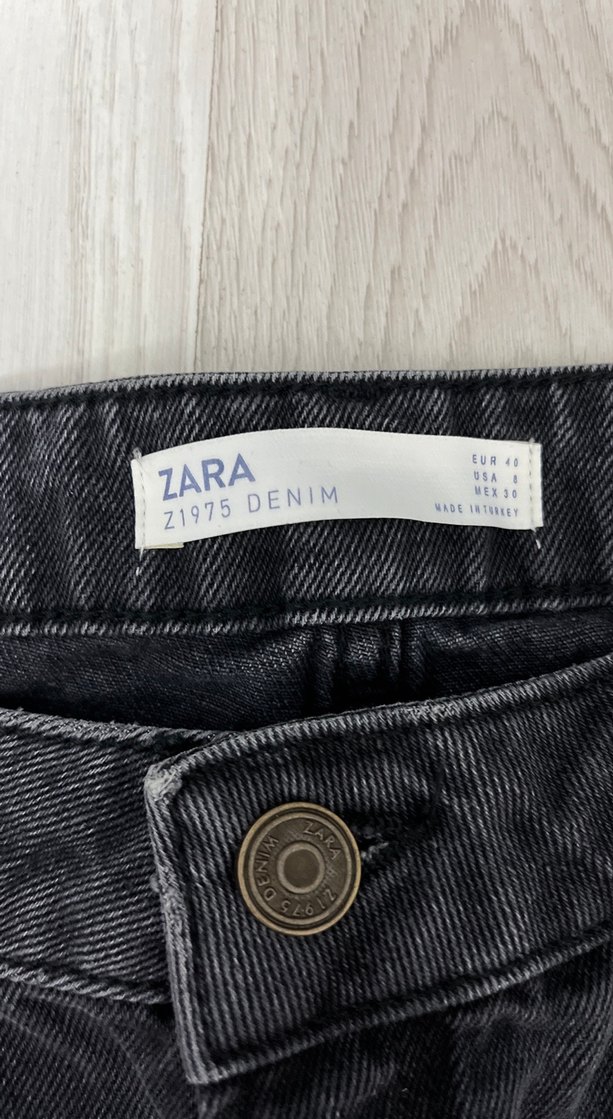 ZARA
Z1975 DENIM
EUR 40
USA 8
MEX 30
MADE IN TURKEY
ZARA
Z1975 DENIM